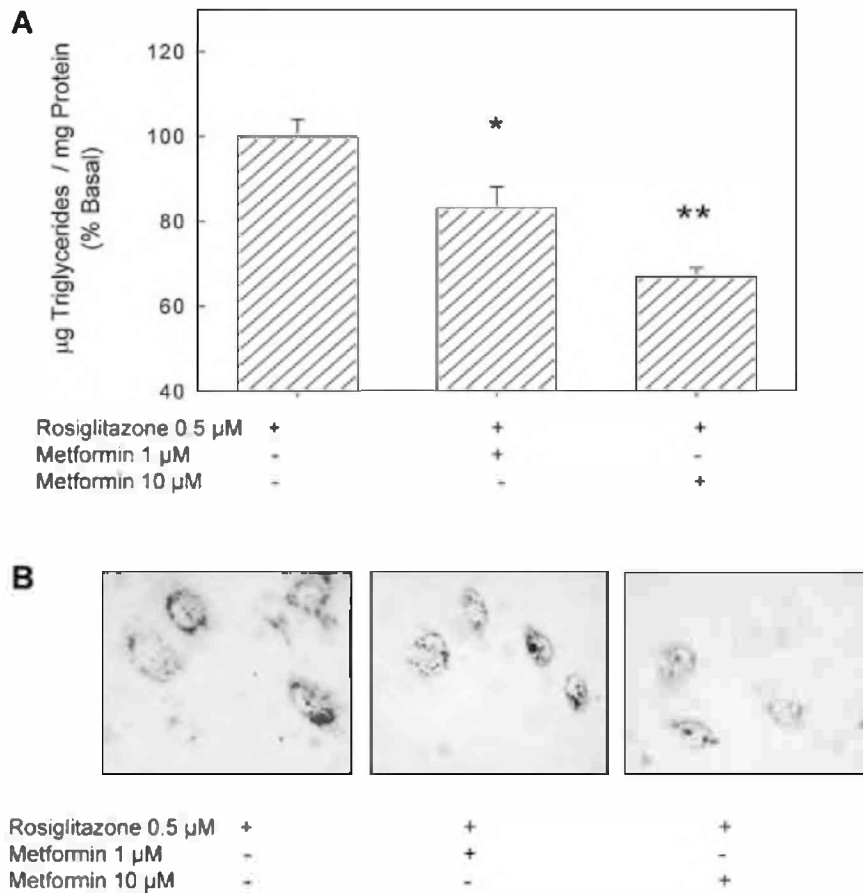 A
µg Triglycerides / mg Protein
(% Basal)
120
100
80
60
40
*
**
Rosiglitazone 0.5 µM + + +
Metformin 1 µM - + -
Metformin 10 µM - - +
B
Rosiglitazone 0.5 µM + + +
Metformin 1 µM - + -
Metformin 10 µM - - +